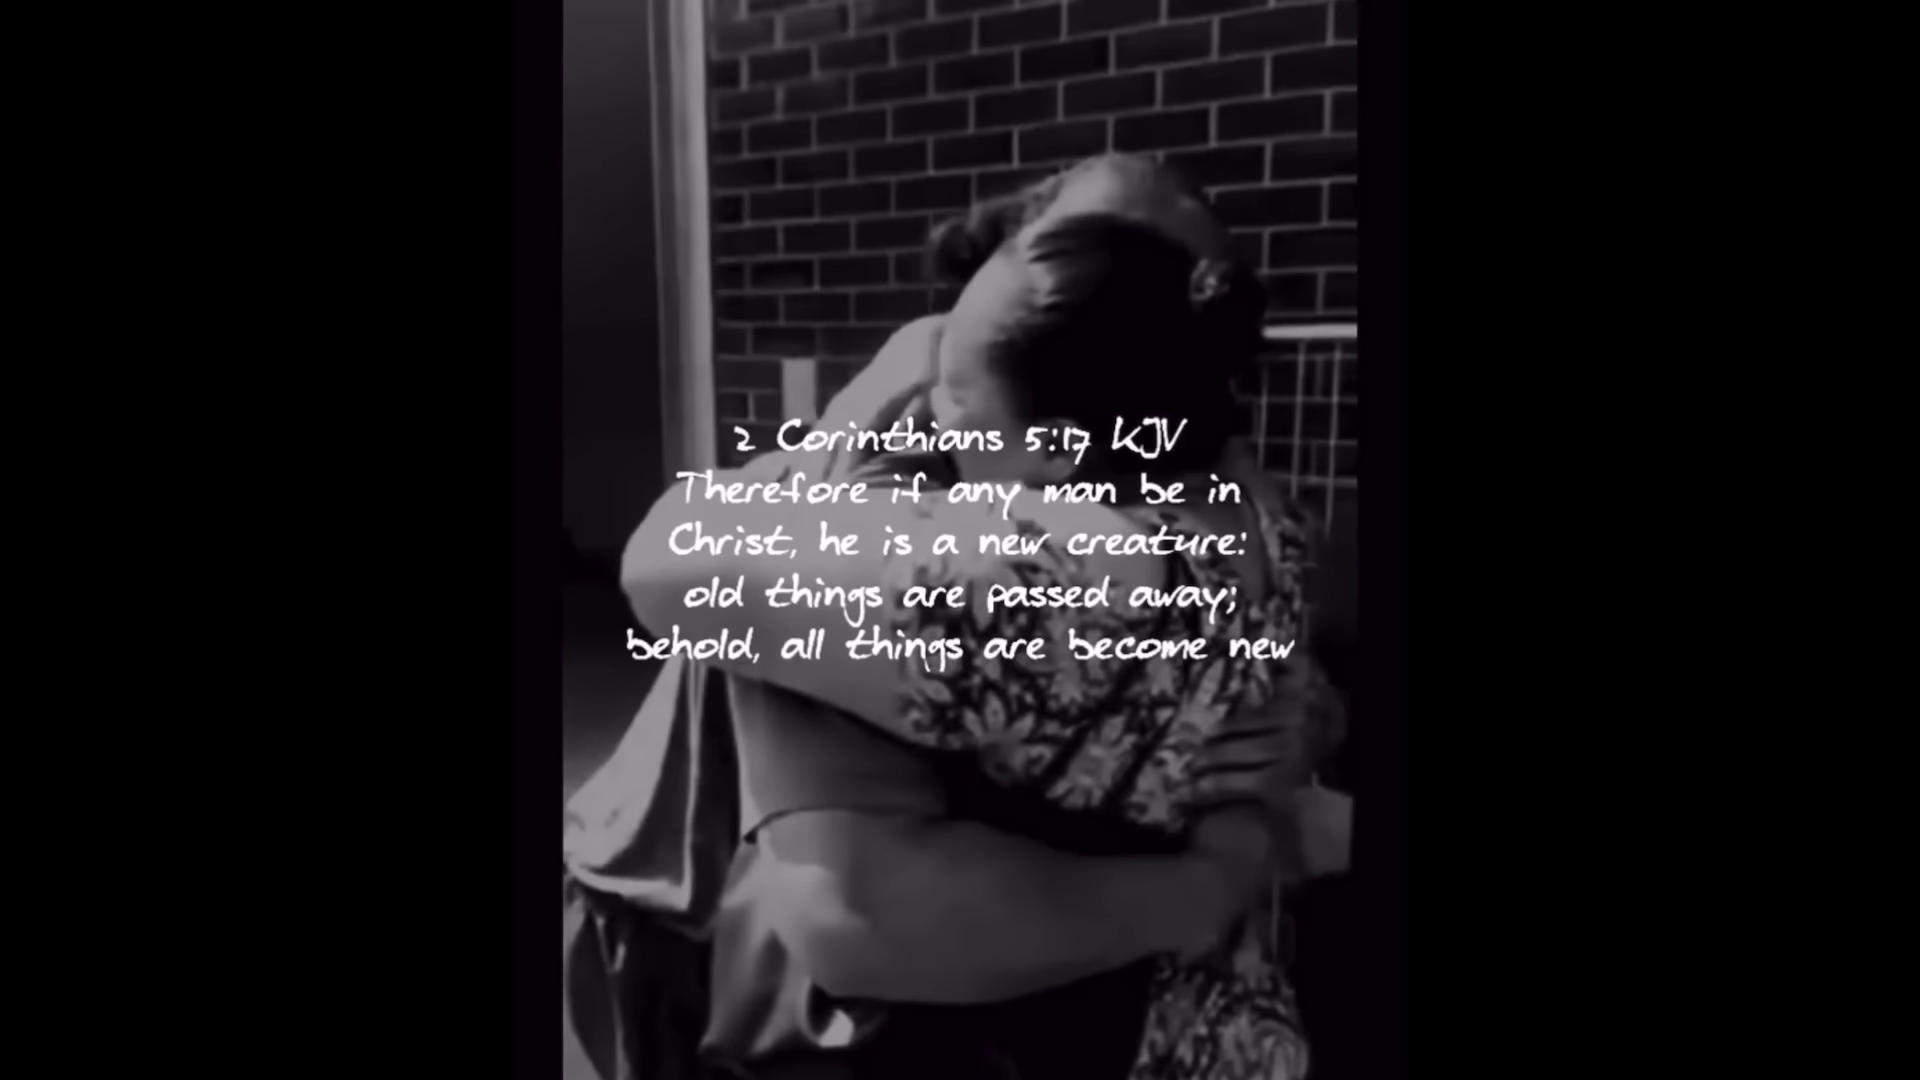 2 Corinthians 5:17 KJV
Therefore if any man be in
Christ, he is a new creature:
old things are passed away;
behold, all things are become new